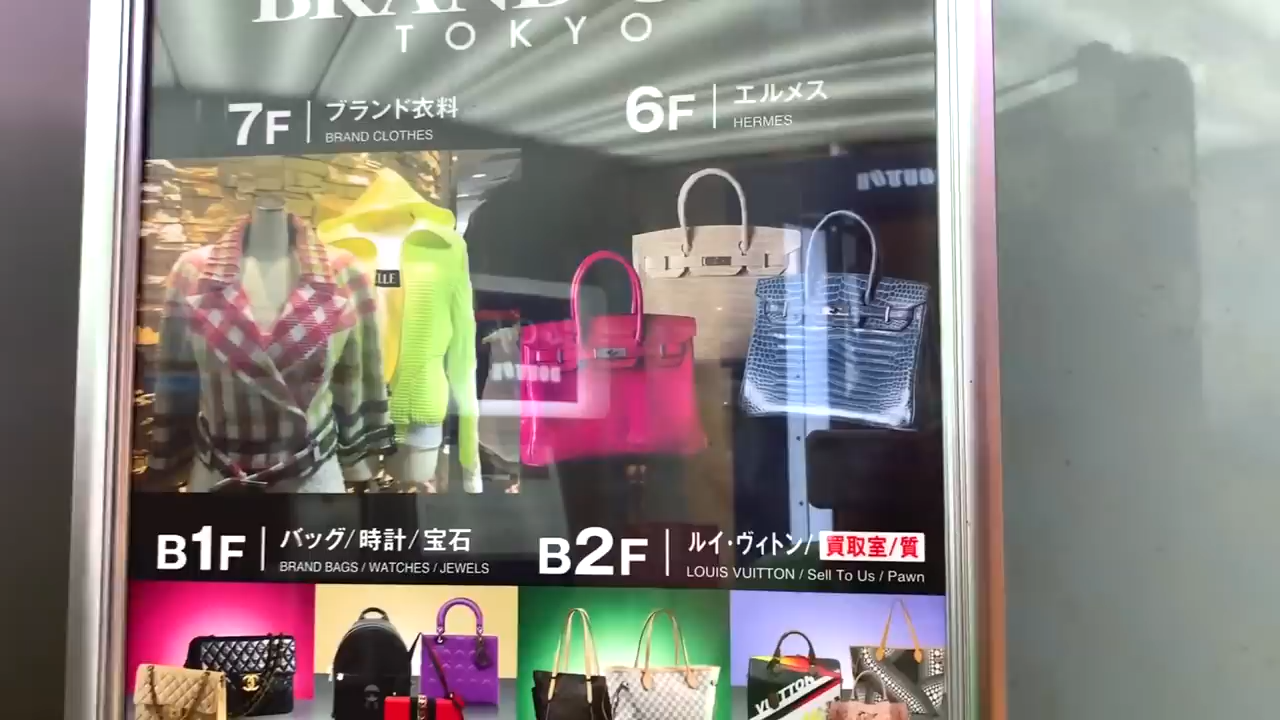 BRAND
TOKYO
7F ブランド衣料
BRAND CLOTHES
6F エルメス
HERMES
B1F バッグ/時計/宝石
BRAND BAGS / WATCHES / JEWELS
B2F ルイ・ヴィトン/買取室/質
LOUIS VUITTON / Sell To Us / Pawn